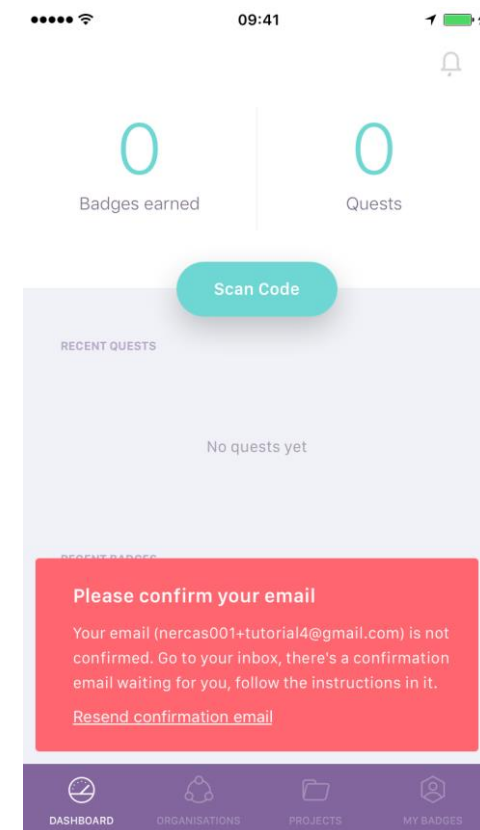 09:41
0
0
Badges earned
Quests
Scan Code
RECENT QUESTS
No quests yet
RECENT BADGES
Please confirm your email
Your email (nercas001+tutorial4@gmail.com) is not
confirmed. Go to your inbox, there's a confirmation
email waiting for you, follow the instructions in it.
Resend confirmation email
DASHBOARD
ORGANISATIONS
PROJECTS
MY BADGES